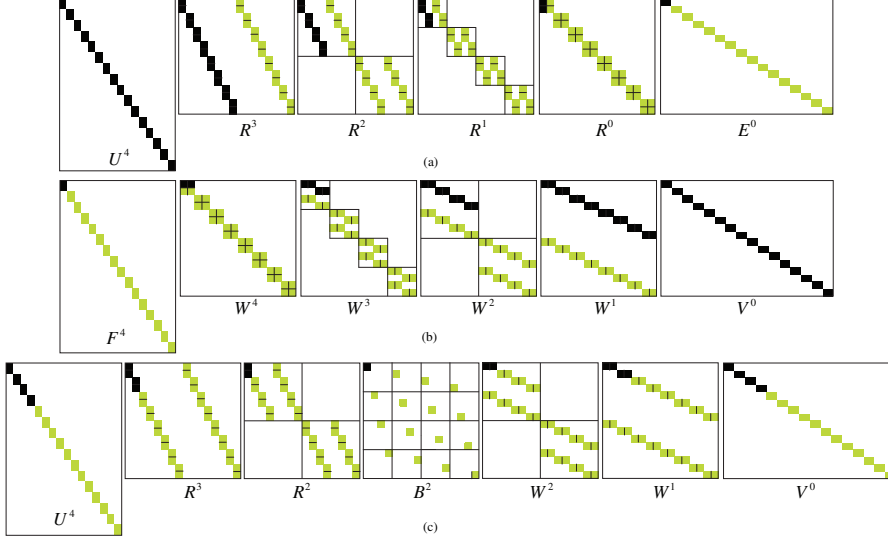 U^4 R^3 R^2 R^1 R^0 E^0
(a)
F^4 W^4 W^3 W^2 W^1 V^0
(b)
U^4 R^3 R^2 B^2 W^2 W^1 V^0
(c)